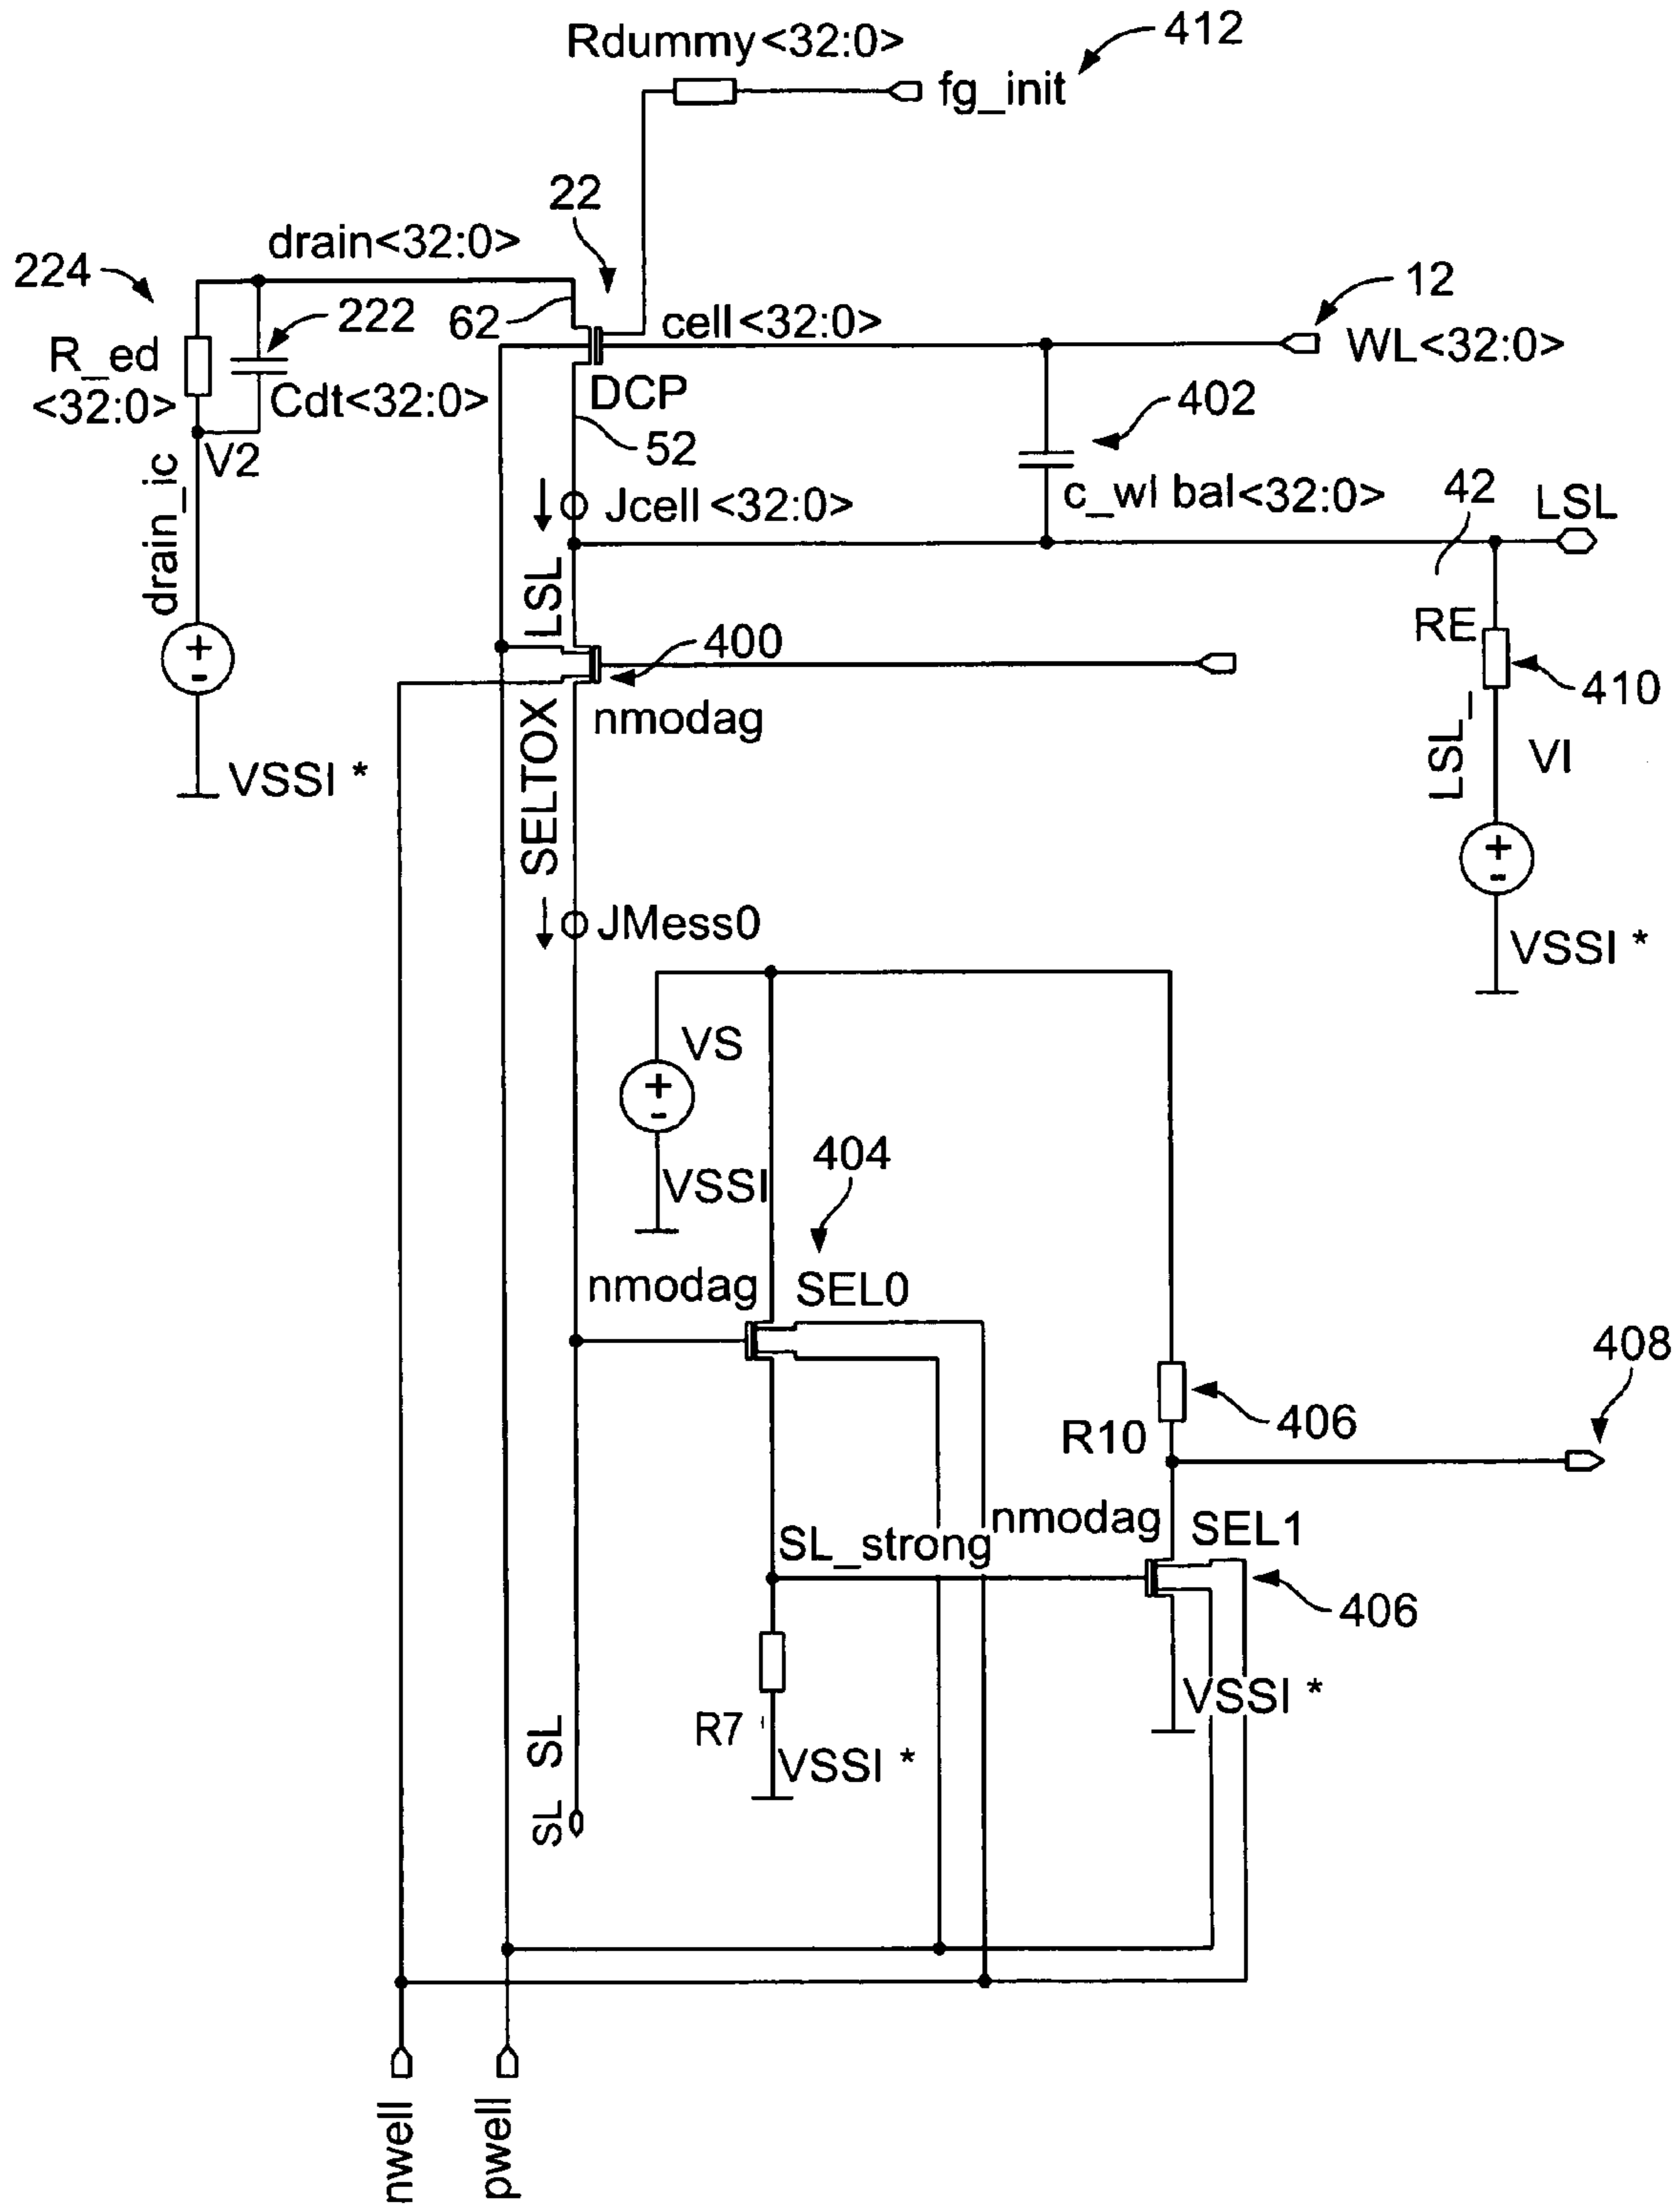 Rdummy<32:0>
412
fg_init
22
drain<32:0>
224
12
62
222
cell<32:0>
WL<32:0>
R_ed
<32:0>
Cdt<32:0>
DCP
402
V2
52
drain_ic
Jcell<32:0>
c_wl bal<32:0>
42
LSL
LSL
400
RE
410
nmodag
SELTOX
LSL_
VI
VSSI *
JMess0
VSSI *
VS
VSSI
404
nmodag
SEL0
408
406
R10
nmodag
SEL1
SL_strong
406
R7
VSSI *
VSSI *
SL
SL
nwell
pwell